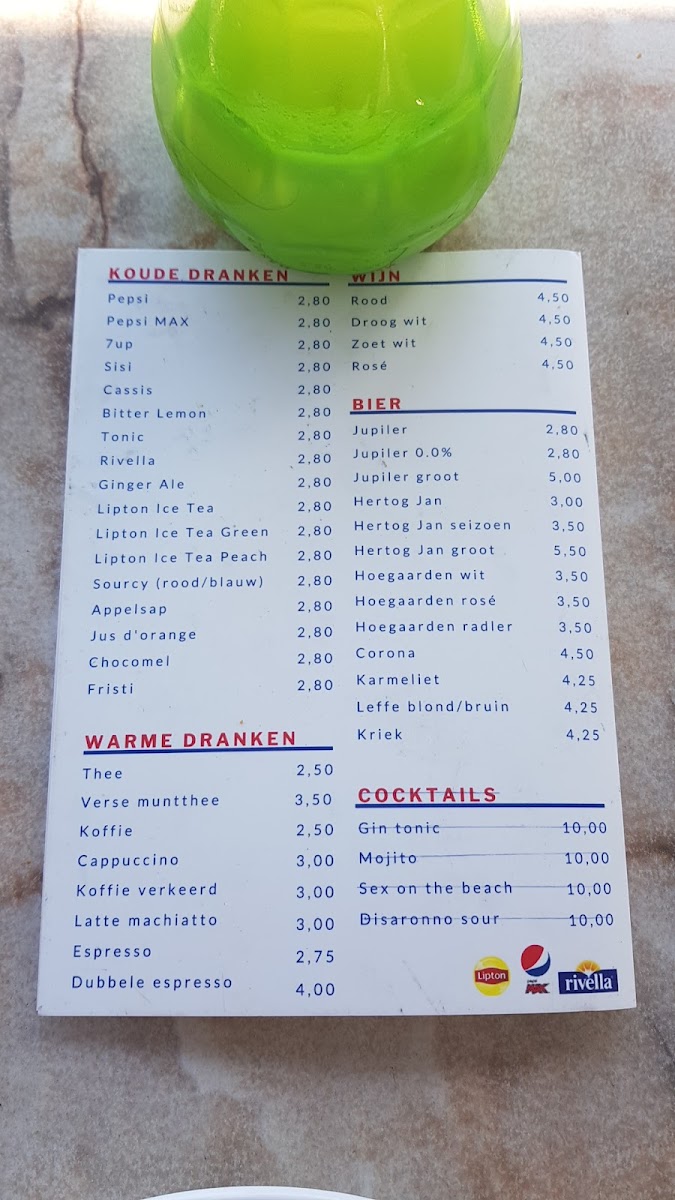 KOUDE DRANKEN
Pepsi 2,80
Pepsi MAX 2,80
7up 2,80
Sisi 2,80
Cassis 2,80
Bitter Lemon 2,80
Tonic 2,80
Rivella 2,80
Ginger Ale 2,80
Lipton Ice Tea 2,80
Lipton Ice Tea Green 2,80
Lipton Ice Tea Peach 2,80
Sourcy (rood/blauw) 2,80
Appelsap 2,80
Jus d'orange 2,80
Chocomel 2,80
Fristi 2,80
WARME DRANKEN
Thee 2,50
Verse muntthee 3,50
Koffie 2,50
Cappuccino 3,00
Koffie verkeerd 3,00
Latte machiatto 3,00
Espresso 2,75
Dubbele espresso 4,00
WIJN
Rood 4,50
Droog wit 4,50
Zoet wit 4,50
Rosé 4,50
BIER
Jupiler 2,80
Jupiler 0.0% 2,80
Jupiler groot 5,00
Hertog Jan 3,00
Hertog Jan seizoen 3,50
Hertog Jan groot 5,50
Hoegaarden wit 3,50
Hoegaarden rosé 3,50
Hoegaarden radler 3,50
Corona 4,50
Karmeliet 4,25
Leffe blond/bruin 4,25
Kriek 4,25
COCKTAILS
Gin tonic 10,00
Mojito 10,00
Sex on the beach 10,00
Disaronno sour 10,00
Lipton
pepsi
MAX
rivella